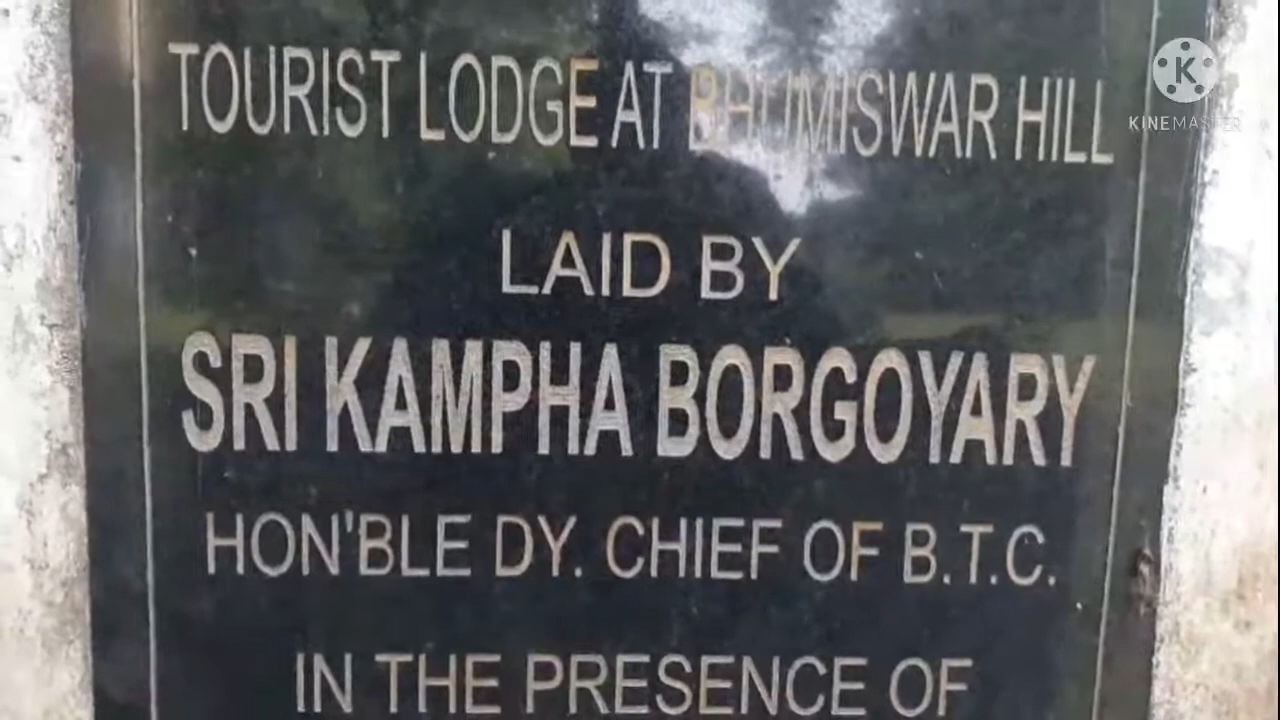 TOURIST LODGE AT BHUMISWAR HILL
LAID BY
SRI KAMPHA BORGOYARY
HON'BLE DY. CHIEF OF B.T.C.
IN THE PRESENCE OF
K
KINEMASTER